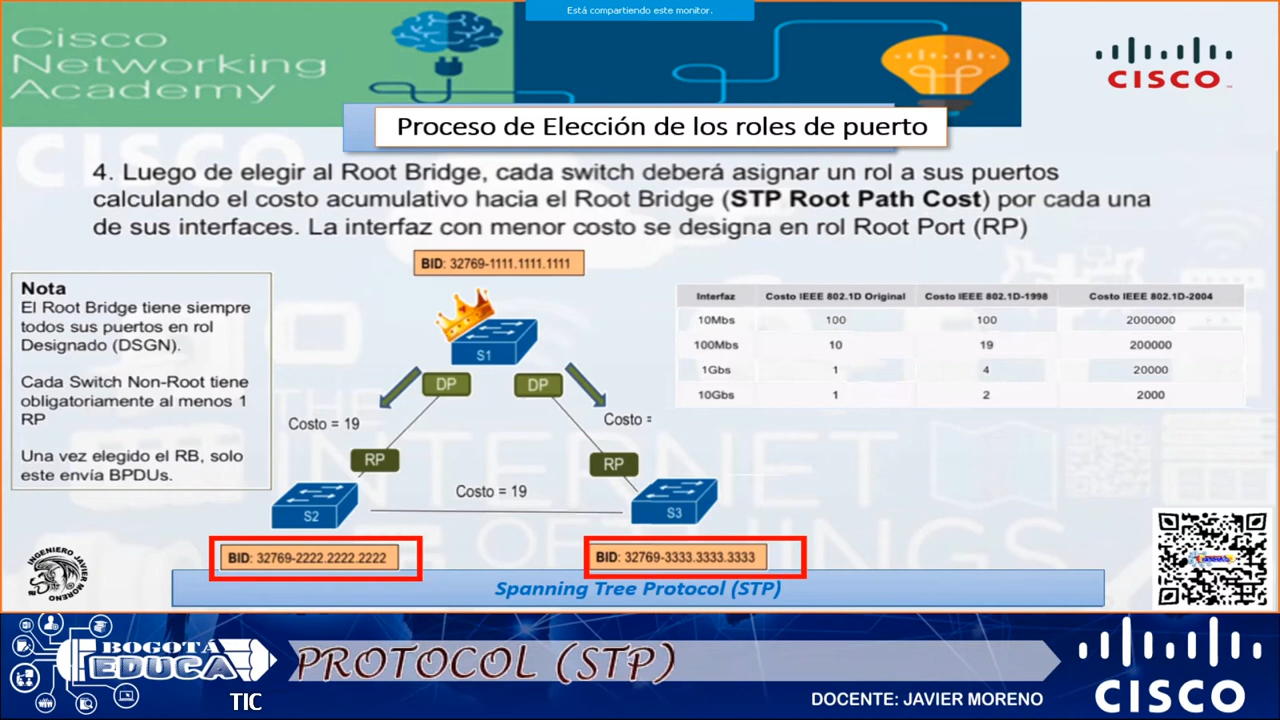 Está compartiendo este monitor.
Cisco
Networking
Academy
CISCO
Proceso de Elección de los roles de puerto
4. Luego de elegir al Root Bridge, cada switch deberá asignar un rol a sus puertos
calculando el costo acumulativo hacia el Root Bridge (STP Root Path Cost) por cada una
de sus interfaces. La interfaz con menor costo se designa en rol Root Port (RP)
BID: 32769-1111.1111.1111
Nota
El Root Bridge tiene siempre
todos sus puertos en rol
Designado (DSGN).
Cada Switch Non-Root tiene
obligatoriamente al menos 1
RP
Una vez elegido el RB, solo
este envía BPDUs.
S1
DP DP
Costo = 19
Costo =
RP
RP
Costo = 19
S2
S3
BID: 32769-2222.2222.2222
BID: 32769-3333.3333.3333
Interfaz Costo IEEE 802.1D Original Costo IEEE 802.1D-1998 Costo IEEE 802.1D-2004
10Mbs 100 100 2000000
100Mbs 10 19 200000
1Gbs 1 4 20000
10Gbs 1 2 2000
INGENIERO JAVIER MORENO
Spanning Tree Protocol (STP)
BOGOTÁ
EDUCA
TIC
PROTOCOL (STP)
DOCENTE: JAVIER MORENO
CISCO